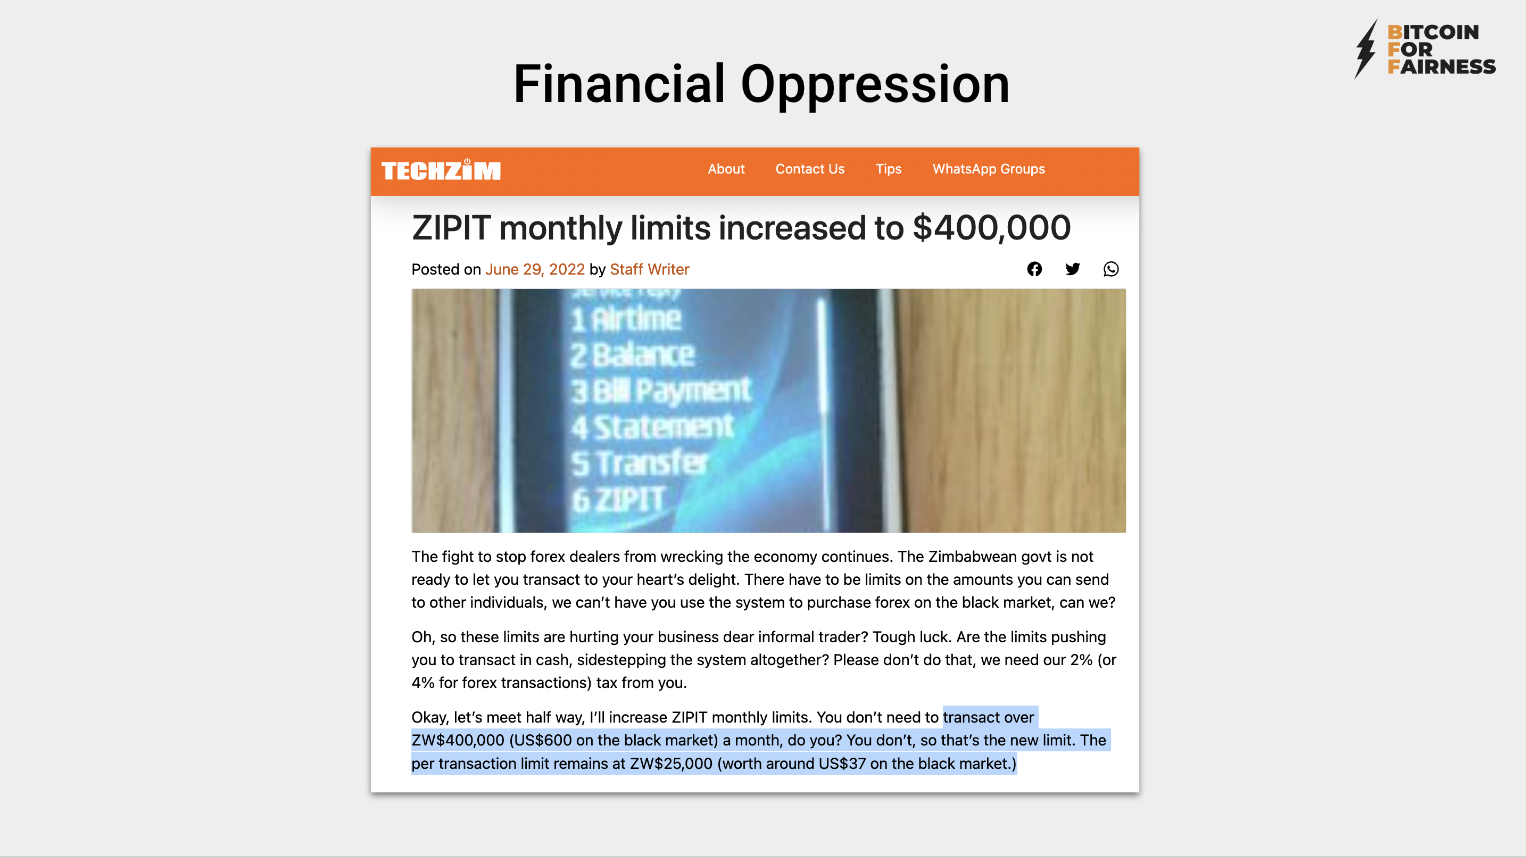 BITCOIN
FOR
FAIRNESS
Financial Oppression
TECHZiM
About Contact Us Tips WhatsApp Groups
ZIPIT monthly limits increased to $400,000
Posted on June 29, 2022 by Staff Writer
Service reply
1 Airtime
2 Balance
3 Bill Payment
4 Statement
5 Transfer
6 ZIPIT
The fight to stop forex dealers from wrecking the economy continues. The Zimbabwean govt is not
ready to let you transact to your heart’s delight. There have to be limits on the amounts you can send
to other individuals, we can’t have you use the system to purchase forex on the black market, can we?
Oh, so these limits are hurting your business dear informal trader? Tough luck. Are the limits pushing
you to transact in cash, sidestepping the system altogether? Please don’t do that, we need our 2% (or
4% for forex transactions) tax from you.
Okay, let’s meet half way, I’ll increase ZIPIT monthly limits. You don’t need to transact over
ZW$400,000 (US$600 on the black market) a month, do you? You don’t, so that’s the new limit. The
per transaction limit remains at ZW$25,000 (worth around US$37 on the black market.)